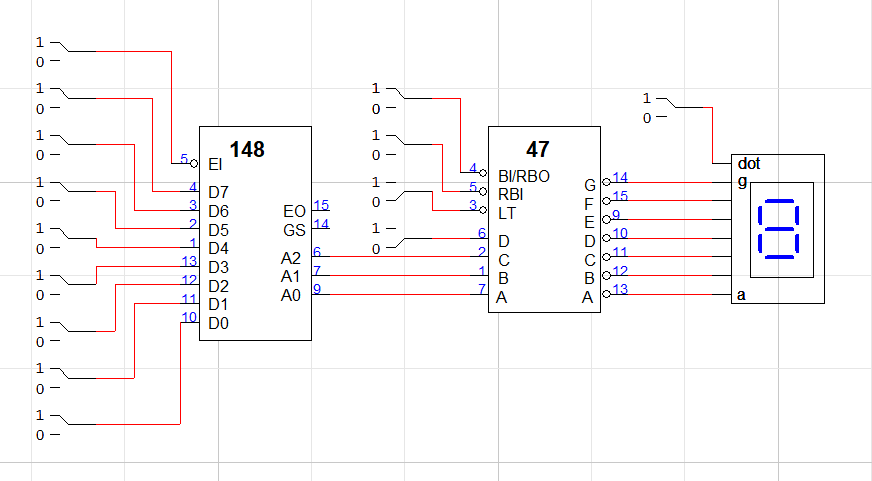 1
0
1
0
1
0
1
0
1
0
1
0
1
0
1
0
1
0
148
5 EI
4 D7
3 D6
2 D5
1 D4
13 D3
12 D2
11 D1
10 D0
EO 15
GS 14
A2 6
A1 7
A0 9
1
0
1
0
1
0
1
0
47
4 BI/RBO
5 RBI
3 LT
6 D
2 C
1 B
7 A
G 14
F 15
E 9
D 10
C 11
B 12
A 13
1
0
dot
g
a